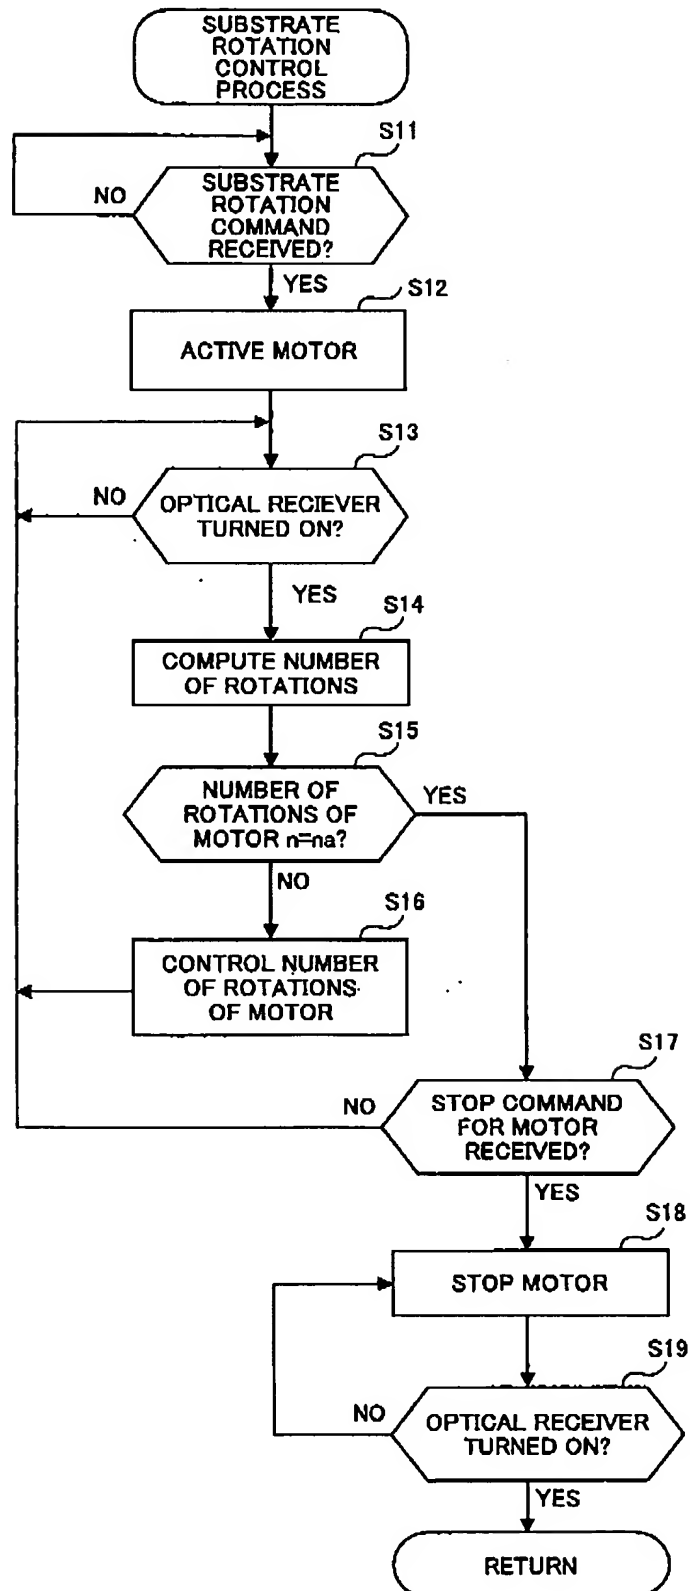 SUBSTRATE
ROTATION
CONTROL
PROCESS
S11
NO
SUBSTRATE
ROTATION
COMMAND
RECEIVED?
YES
S12
ACTIVE MOTOR
S13
NO
OPTICAL RECIEVER
TURNED ON?
YES
S14
COMPUTE NUMBER
OF ROTATIONS
S15
NUMBER OF
ROTATIONS OF
MOTOR n=na?
YES
NO
S16
CONTROL NUMBER
OF ROTATIONS
OF MOTOR
S17
NO
STOP COMMAND
FOR MOTOR
RECEIVED?
YES
S18
STOP MOTOR
S19
NO
OPTICAL RECEIVER
TURNED ON?
YES
RETURN